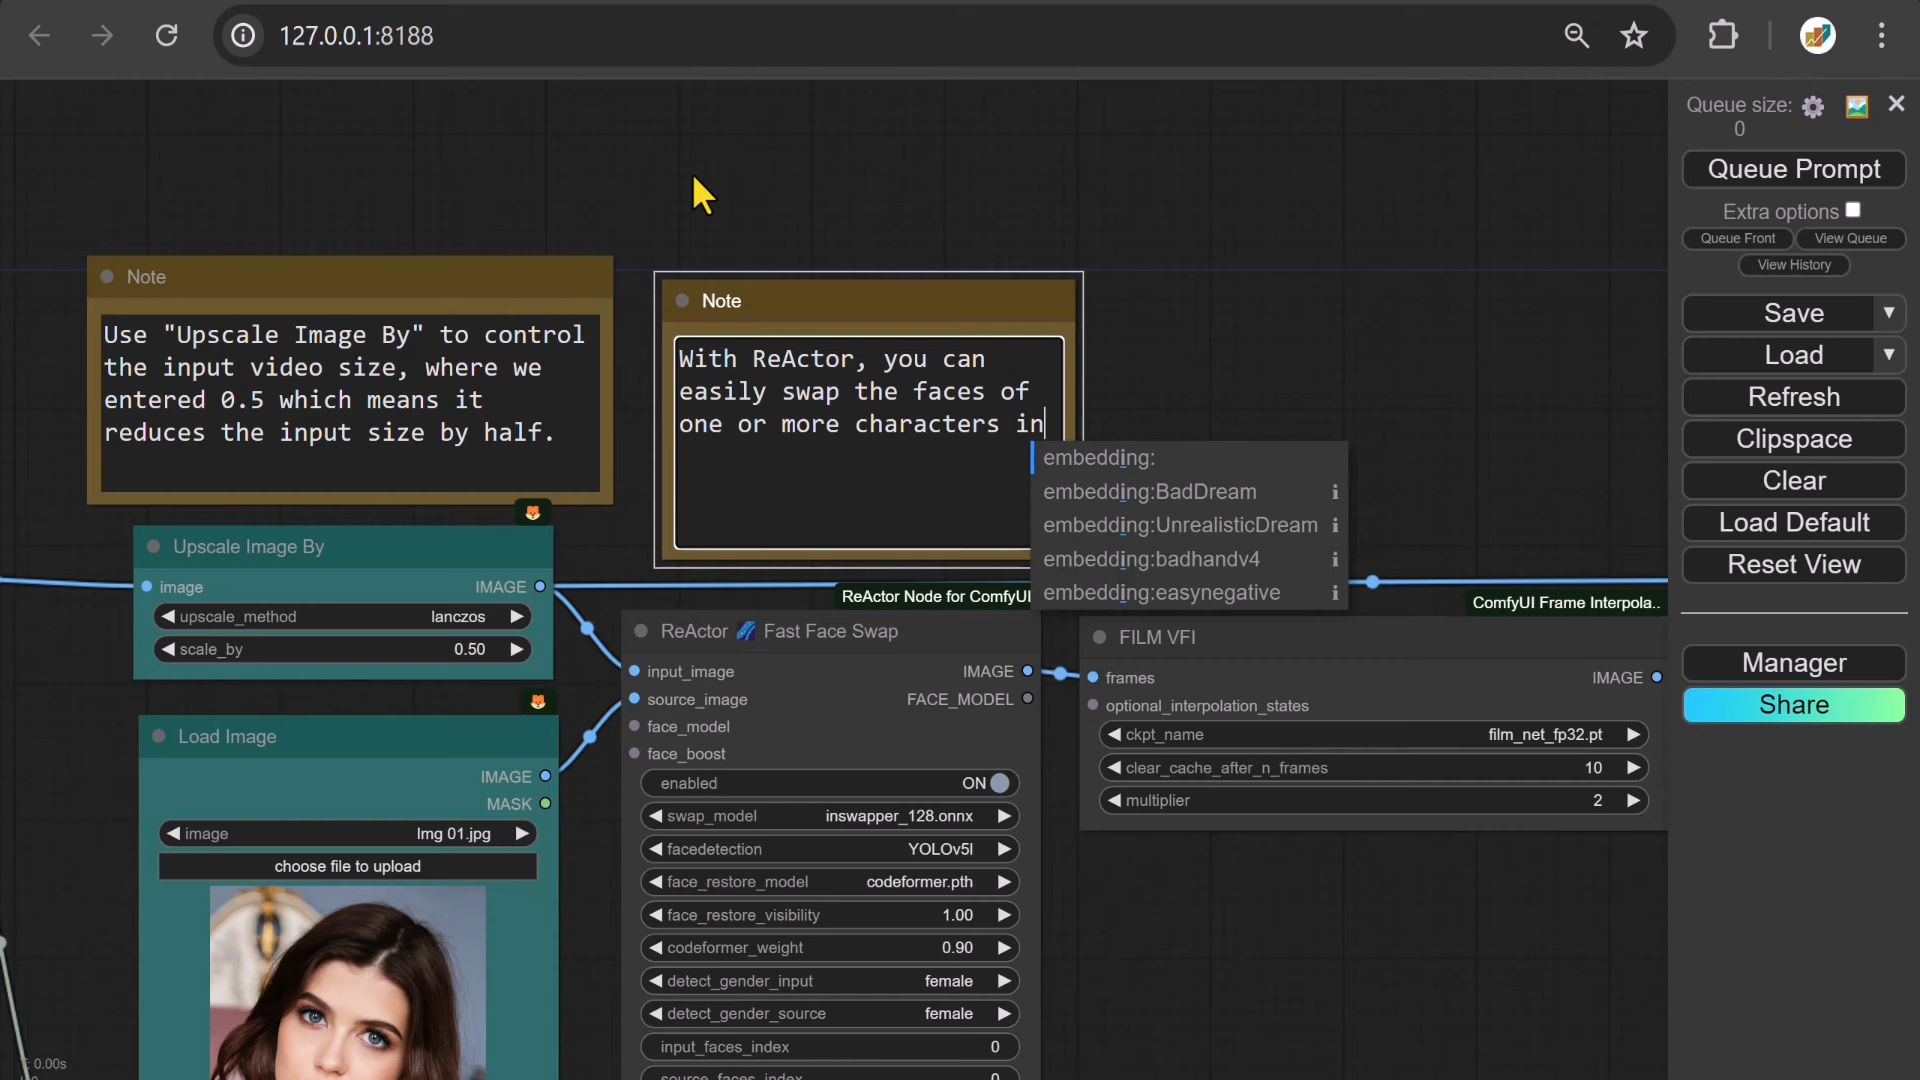 127.0.0.1:8188
Queue size:
0
Queue Prompt
Extra options
Queue Front
View Queue
View History
Save
Load
Refresh
Clipspace
Clear
Load Default
Reset View
Manager
Share
Note
Use "Upscale Image By" to control
the input video size, where we
entered 0.5 which means it
reduces the input size by half.
Note
With ReActor, you can
easily swap the faces of
one or more characters in
embedding:
embedding:BadDream
embedding:UnrealisticDream
embedding:badhandv4
embedding:easynegative
Upscale Image By
image IMAGE
upscale_method lanczos
scale_by 0.50
Load Image
IMAGE
MASK
image Img 01.jpg
choose file to upload
ReActor Node for ComfyUI
ReActor Fast Face Swap
input_image IMAGE
source_image FACE_MODEL
face_model
face_boost
enabled ON
swap_model inswapper_128.onnx
facedetection YOLOv5l
face_restore_model codeformer.pth
face_restore_visibility 1.00
codeformer_weight 0.90
detect_gender_input female
detect_gender_source female
input_faces_index 0
source_faces_index 0
ComfyUI Frame Interpola..
FILM VFI
frames IMAGE
optional_interpolation_states
ckpt_name film_net_fp32.pt
clear_cache_after_n_frames 10
multiplier 2
T: 0.00s